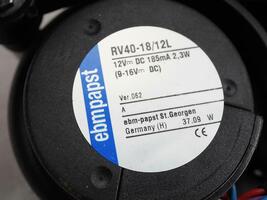 ebmpapst
RV40-18/12L
12V⎓ DC 185mA 2,3W
(9-16V⎓ DC)
Ver.062
A
ebm-papst St.Georgen
Germany (H) 37.09 W
CE